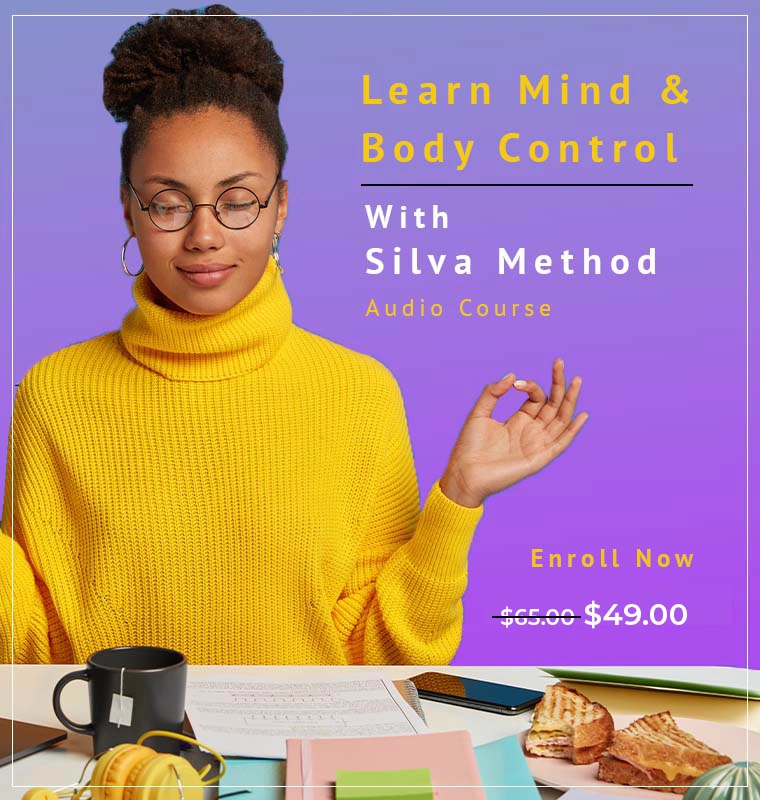 Learn Mind &
Body Control
With
Silva Method
Audio Course
Enroll Now
$65.00 $49.00